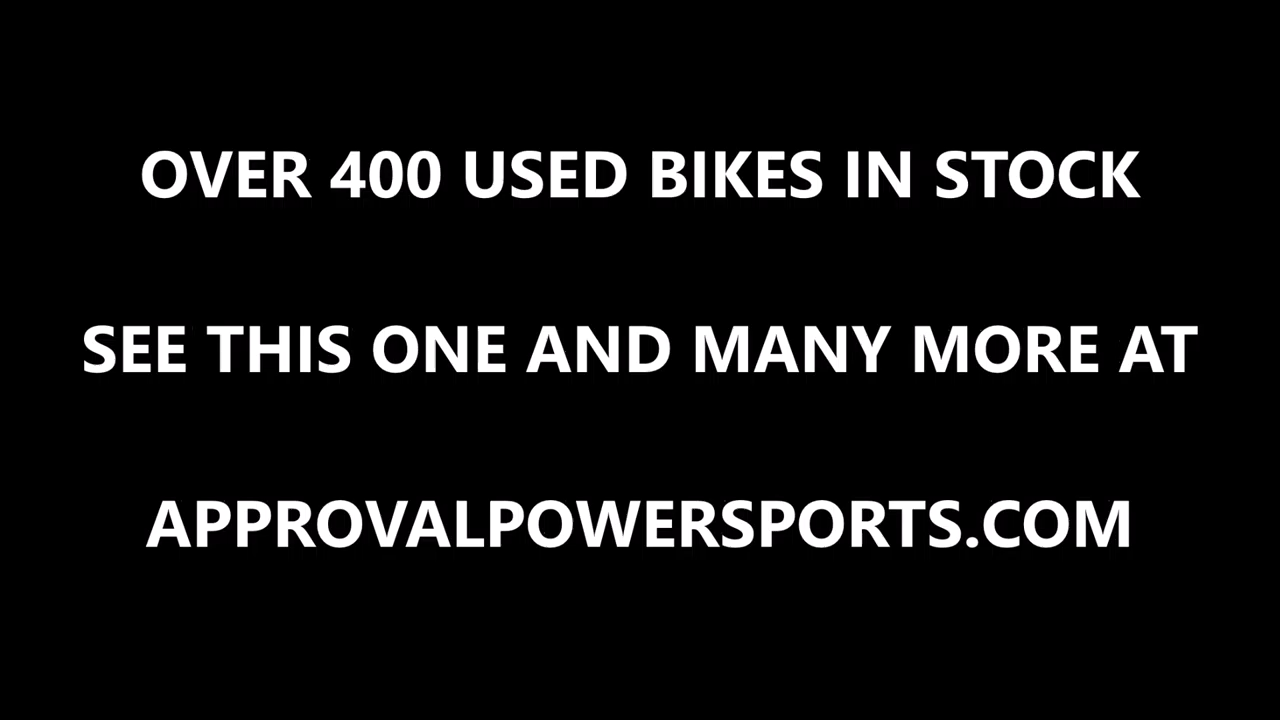 OVER 400 USED BIKES IN STOCK
SEE THIS ONE AND MANY MORE AT
APPROVALPOWERSPORTS.COM